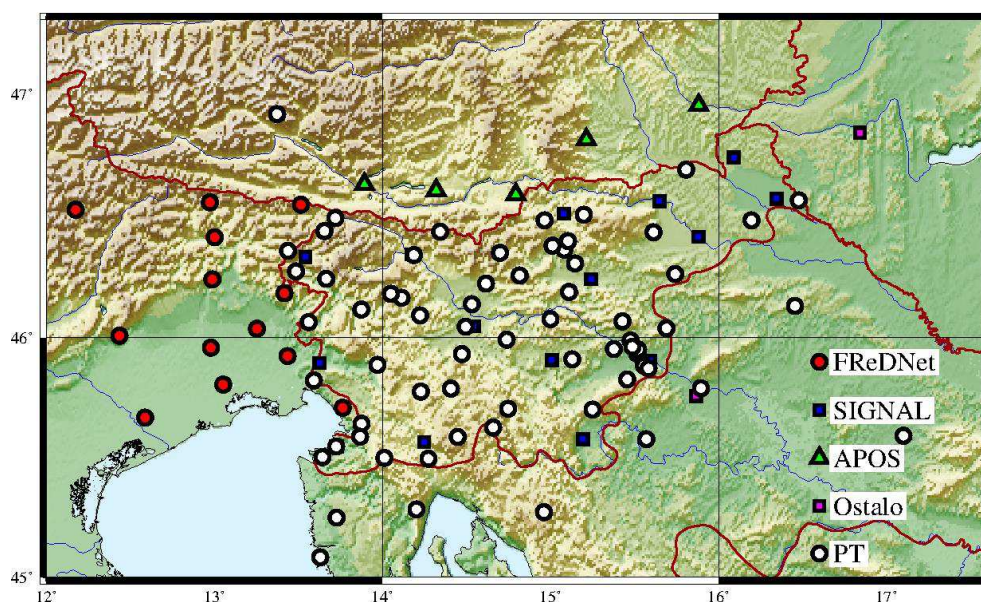 47˚
46˚
45˚
12˚
13˚
14˚
15˚
16˚
17˚
FReDNet
SIGNAL
APOS
Ostalo
PT